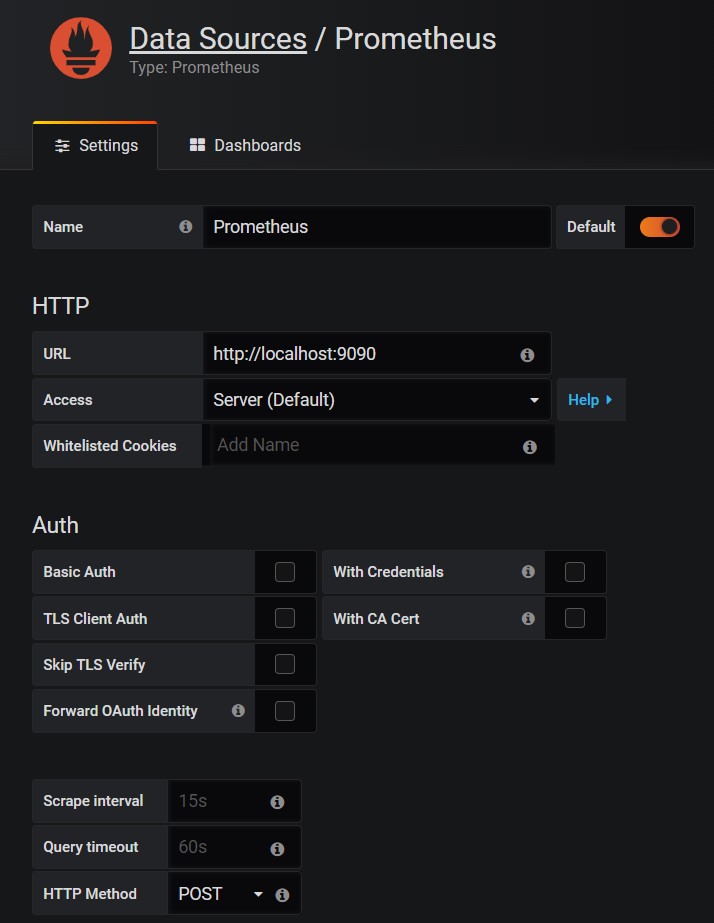 Data Sources / Prometheus
Type: Prometheus
Settings Dashboards
Name Prometheus Default
HTTP
URL http://localhost:9090
Access Server (Default) Help
Whitelisted Cookies Add Name
Auth
Basic Auth With Credentials
TLS Client Auth With CA Cert
Skip TLS Verify
Forward OAuth Identity
Scrape interval 15s
Query timeout 60s
HTTP Method POST